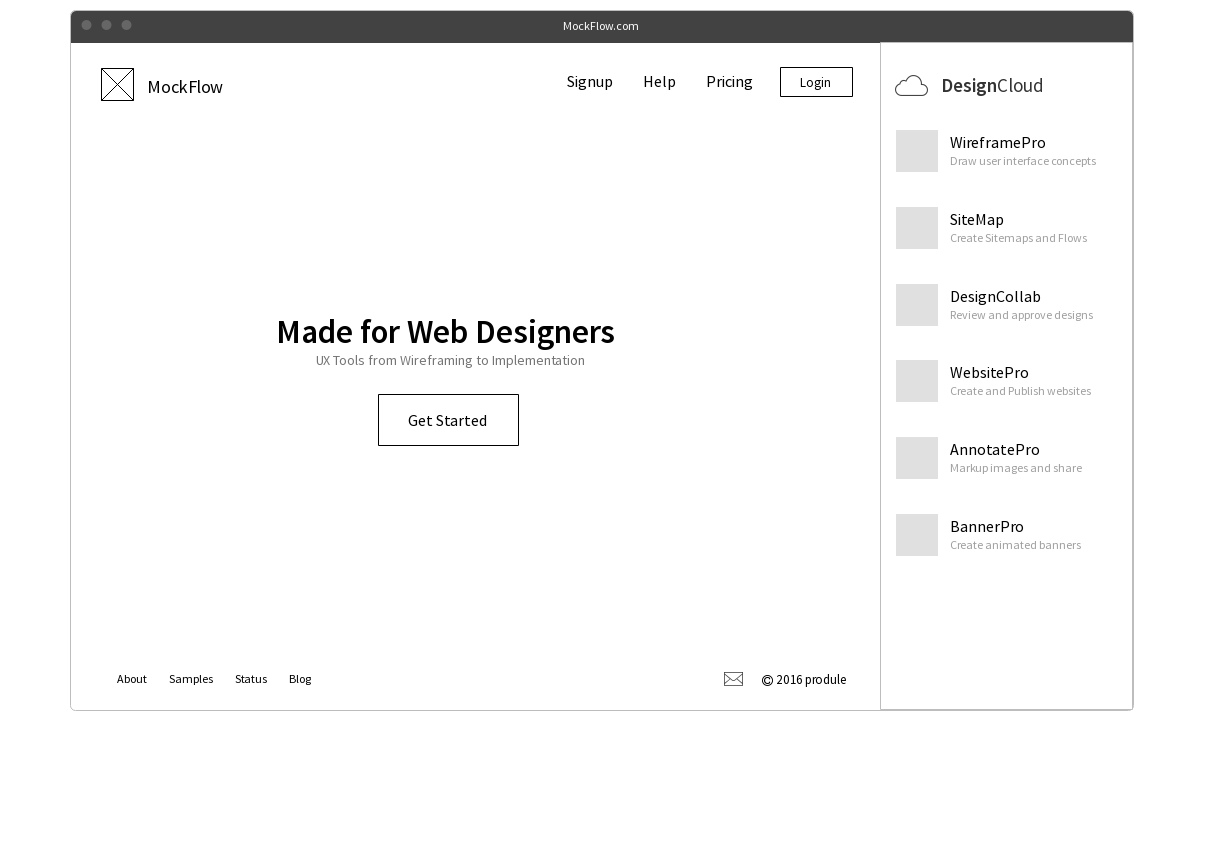 MockFlow.com
MockFlow
Signup
Help
Pricing
Login
Made for Web Designers
UX Tools from Wireframing to Implementation
Get Started
About
Samples
Status
Blog
© 2016 produle
DesignCloud
WireframePro
Draw user interface concepts
SiteMap
Create Sitemaps and Flows
DesignCollab
Review and approve designs
WebsitePro
Create and Publish websites
AnnotatePro
Markup images and share
BannerPro
Create animated banners